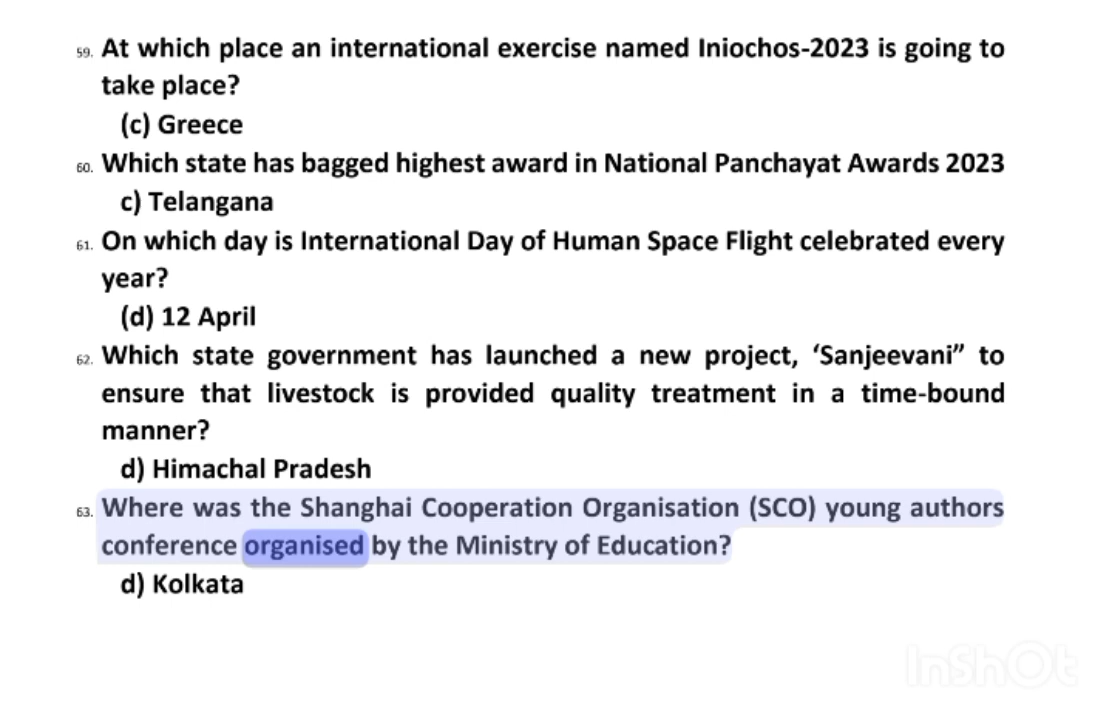 59. At which place an international exercise named Iniochos-2023 is going to
take place?
(c) Greece
60. Which state has bagged highest award in National Panchayat Awards 2023
c) Telangana
61. On which day is International Day of Human Space Flight celebrated every
year?
(d) 12 April
62. Which state government has launched a new project, ‘Sanjeevani” to
ensure that livestock is provided quality treatment in a time-bound
manner?
d) Himachal Pradesh
63. Where was the Shanghai Cooperation Organisation (SCO) young authors
conference organised by the Ministry of Education?
d) Kolkata
InShOt